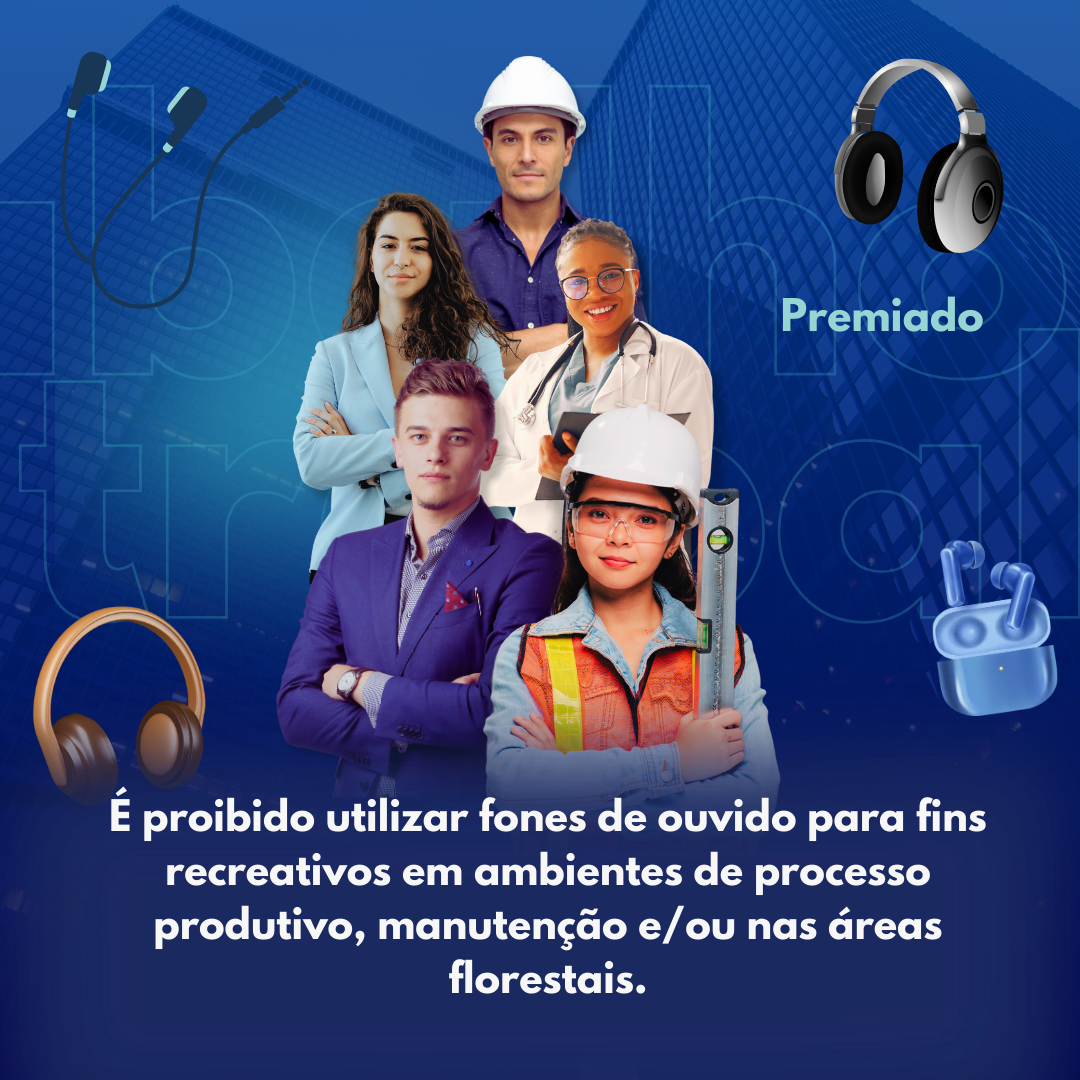 Premiado
É proibido utilizar fones de ouvido para fins
recreativos em ambientes de processo
produtivo, manutenção e/ou nas áreas
florestais.